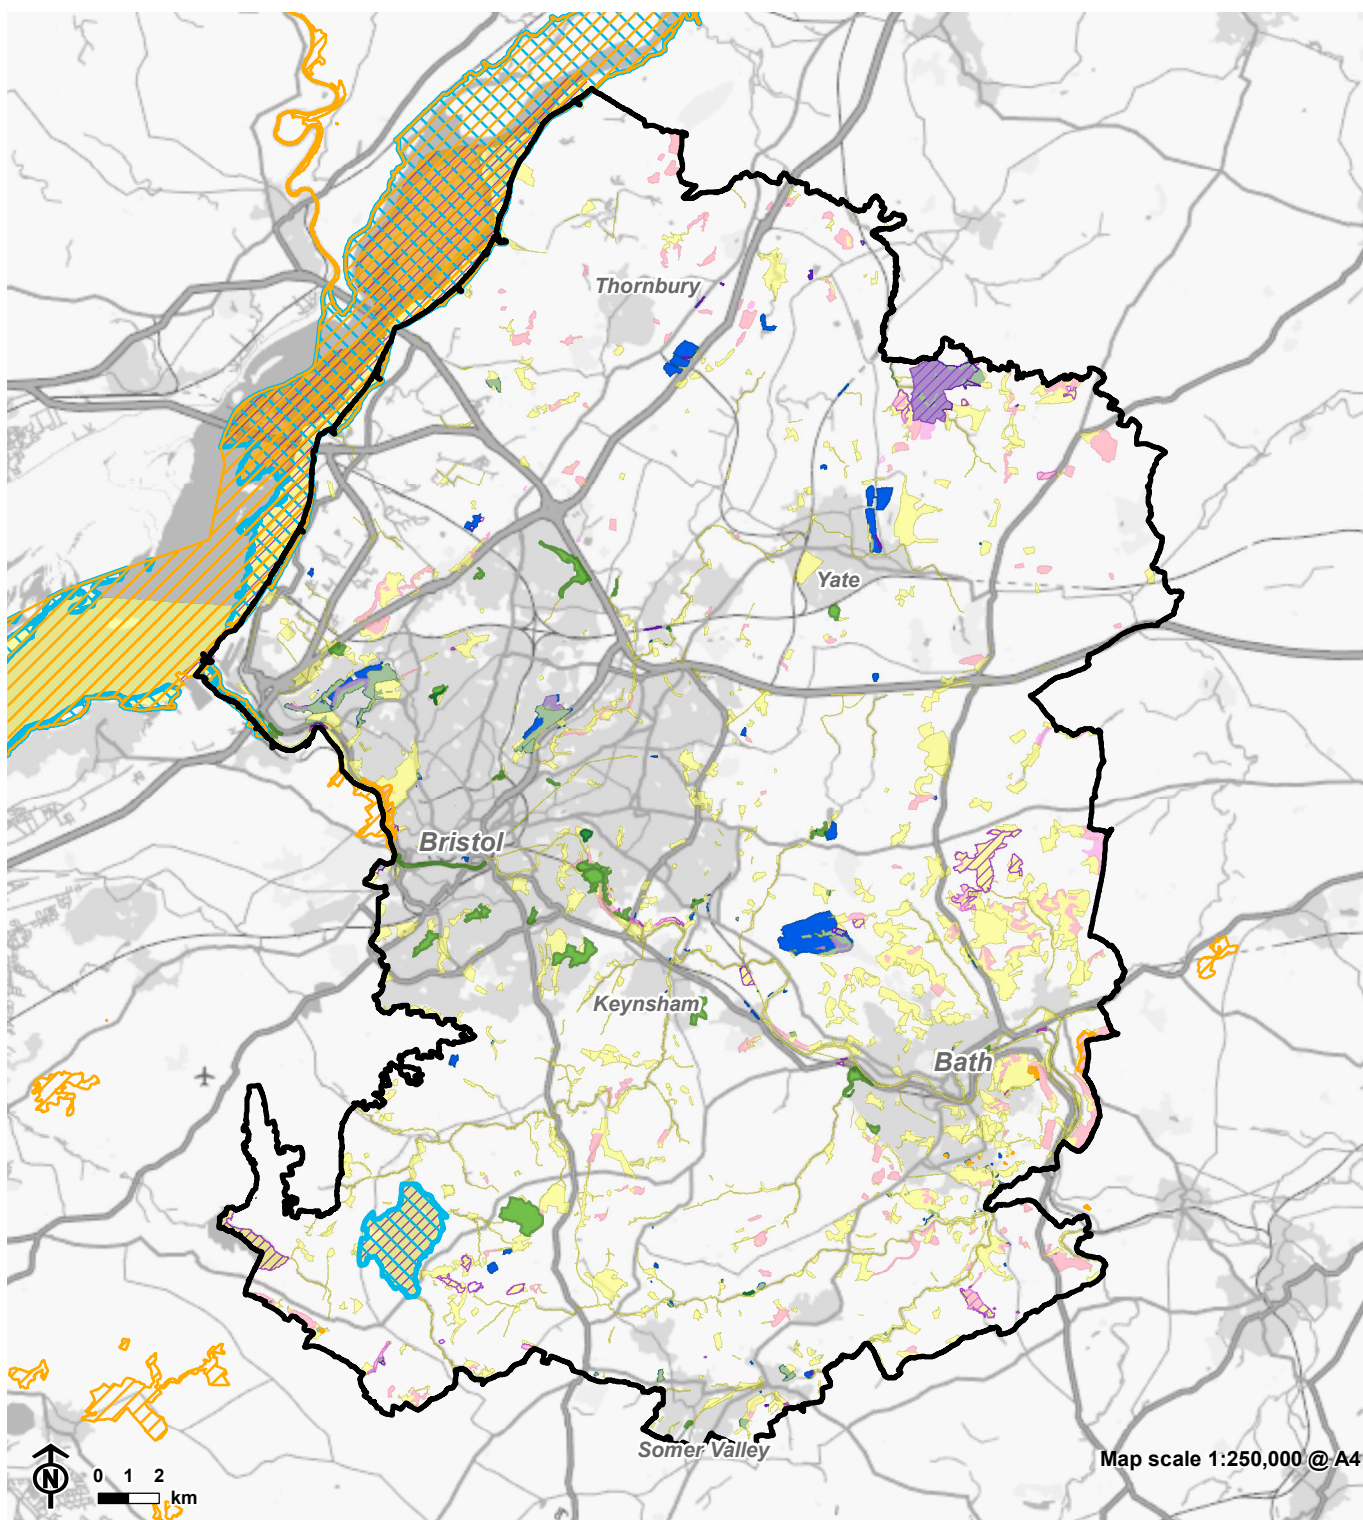 Thornbury
Yate
Bristol
Keynsham
Bath
Somer Valley
Map scale 1:250,000 @ A4
N
0 1 2
km